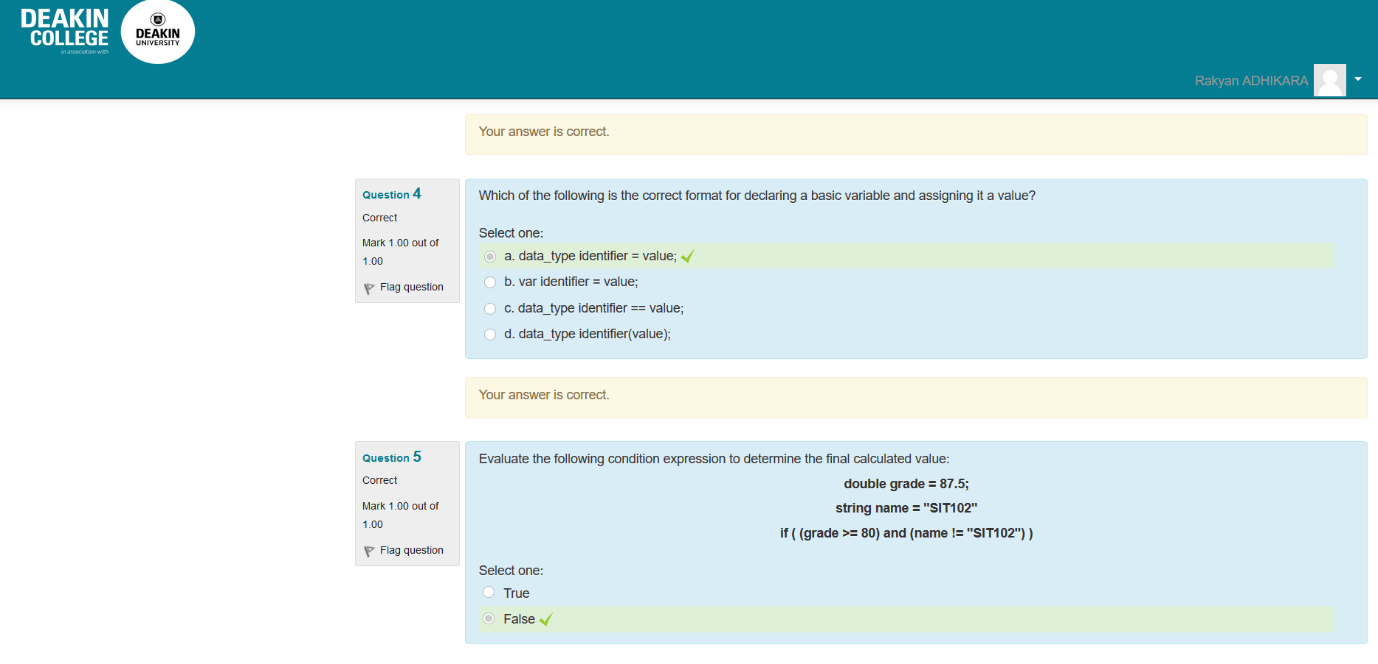 DEAKIN
COLLEGE
in association with
DEAKIN
UNIVERSITY
Rakyan ADHIKARA
Your answer is correct.
Question 4
Correct
Mark 1.00 out of
1.00
Flag question
Which of the following is the correct format for declaring a basic variable and assigning it a value?
Select one:
a. data_type identifier = value;
b. var identifier = value;
c. data_type identifier == value;
d. data_type identifier(value);
Your answer is correct.
Question 5
Correct
Mark 1.00 out of
1.00
Flag question
Evaluate the following condition expression to determine the final calculated value:
double grade = 87.5;
string name = "SIT102"
if ( (grade >= 80) and (name != "SIT102") )
Select one:
True
False